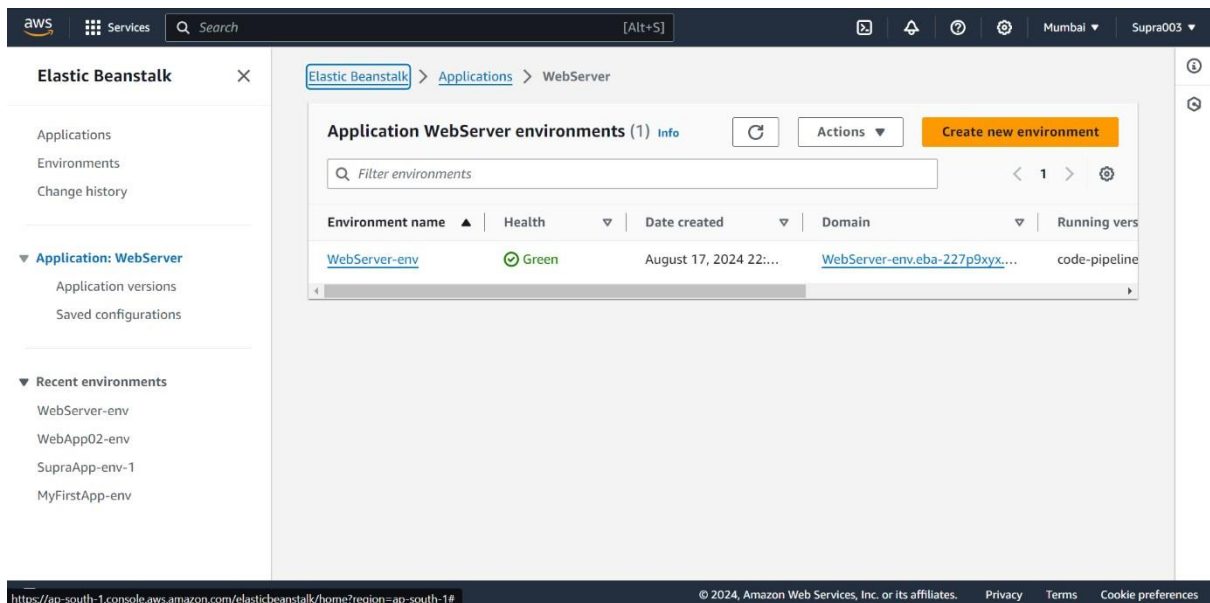 aws Services Search [Alt+S] Mumbai Supra003
Elastic Beanstalk
Applications
Environments
Change history
Application: WebServer
Application versions
Saved configurations
Recent environments
WebServer-env
WebApp02-env
SupraApp-env-1
MyFirstApp-env
Elastic Beanstalk > Applications > WebServer
Application WebServer environments (1) Info Actions Create new environment
Filter environments < 1 >
Environment name Health Date created Domain Running vers
WebServer-env Green August 17, 2024 22:... WebServer-env.eba-227p9xyx.... code-pipeline
https://ap-south-1.console.aws.amazon.com/elasticbeanstalk/home?region=ap-south-1# © 2024, Amazon Web Services, Inc. or its affiliates. Privacy Terms Cookie preferences